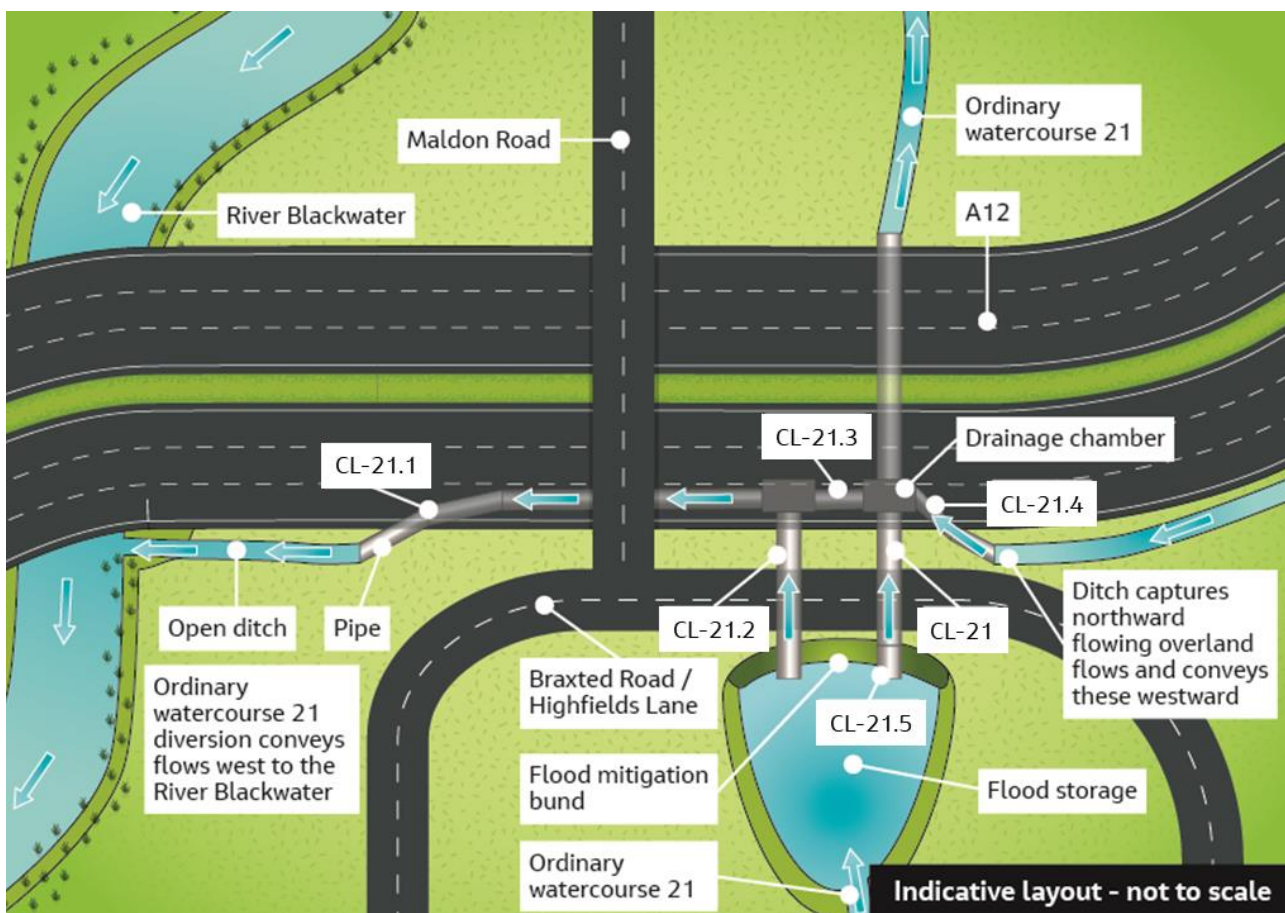 Maldon Road
Ordinary
watercourse 21
River Blackwater
A12
CL-21.3
Drainage chamber
CL-21.1
CL-21.4
Open ditch
Pipe
CL-21.2
CL-21
Ditch captures
northward
flowing overland
flows and conveys
these westward
Ordinary
watercourse 21
diversion conveys
flows west to the
River Blackwater
Braxted Road /
Highfields Lane
CL-21.5
Flood mitigation
bund
Flood storage
Ordinary
watercourse 21
Indicative layout - not to scale